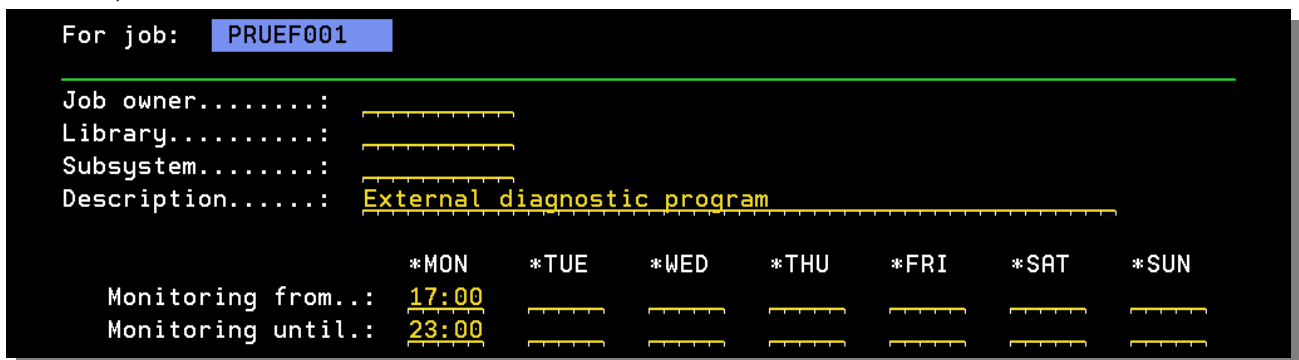 For job: PRUEF001
Job owner........:
Library..........:
Subsystem........:
Description......: External diagnostic program
*MON *TUE *WED *THU *FRI *SAT *SUN
Monitoring from..: 17:00
Monitoring until.: 23:00